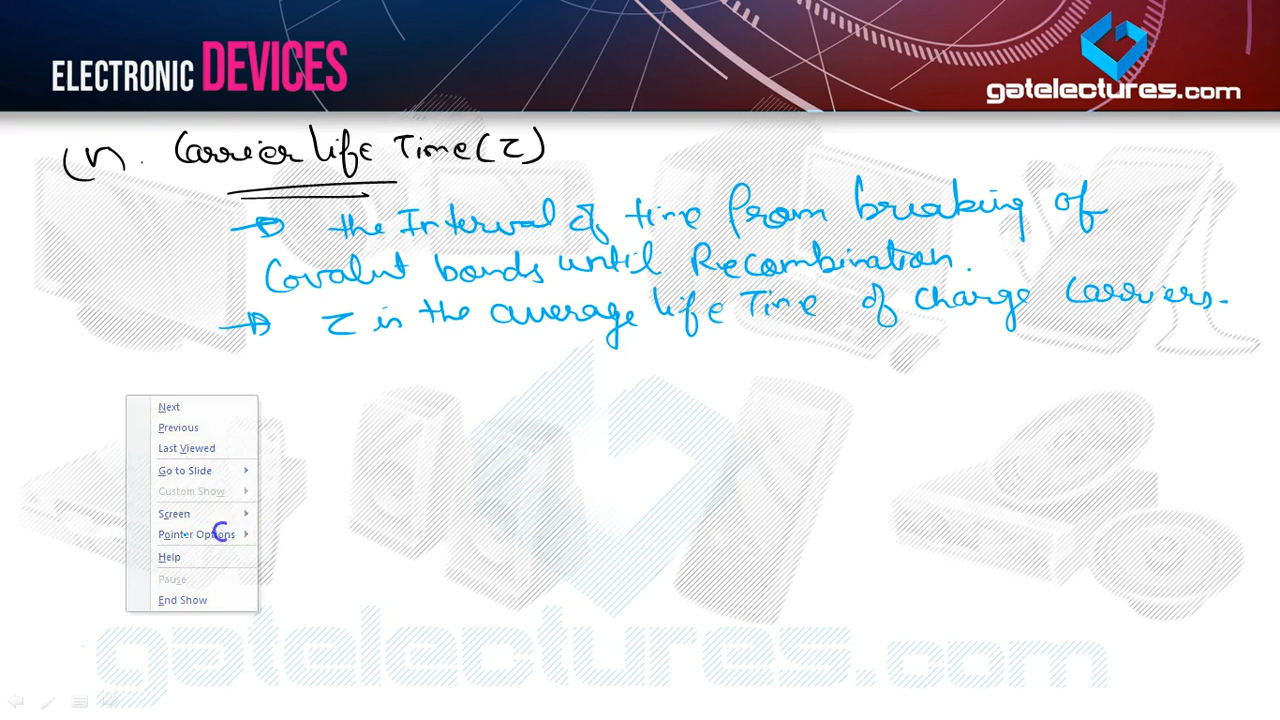 ELECTRONIC DEVICES
gatelectures.com
Carrier life Time (τ)
→ the Interval of time from breaking of
Covalent bonds until Recombination.
→ τ is the average life Time of charge carriers.
Next
Previous
Last Viewed
Go to Slide
Custom Show
Screen
Pointer Options
Help
Pause
End Show
gatelectures.com